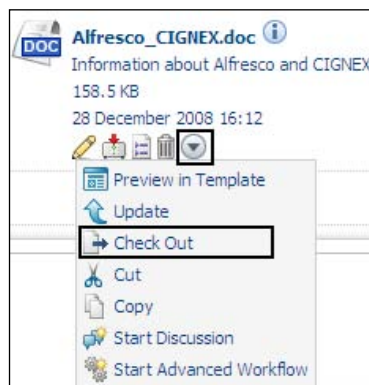 DOC
Alfresco_CIGNEX.doc
Information about Alfresco and CIGNEX
158.5 KB
28 December 2008 16:12
Preview in Template
Update
Check Out
Cut
Copy
Start Discussion
Start Advanced Workflow